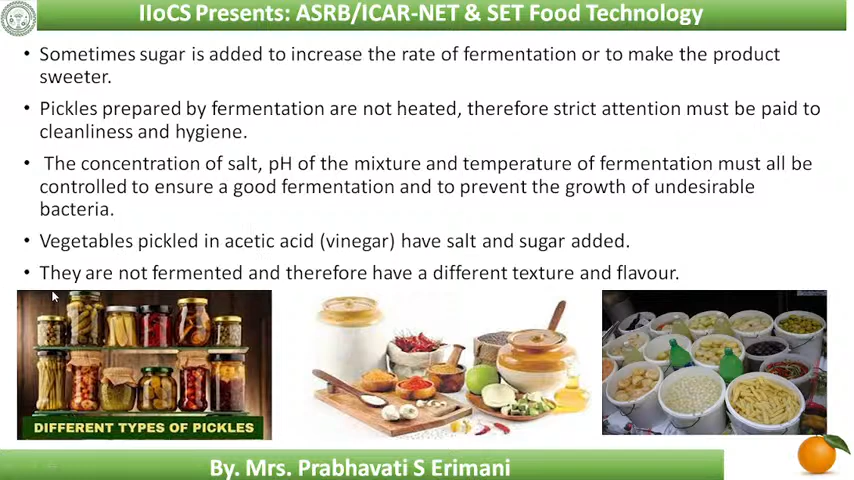 IIoCS Presents: ASRB/ICAR-NET & SET Food Technology
• Sometimes sugar is added to increase the rate of fermentation or to make the product
sweeter.
• Pickles prepared by fermentation are not heated, therefore strict attention must be paid to
cleanliness and hygiene.
• The concentration of salt, pH of the mixture and temperature of fermentation must all be
controlled to ensure a good fermentation and to prevent the growth of undesirable
bacteria.
• Vegetables pickled in acetic acid (vinegar) have salt and sugar added.
• They are not fermented and therefore have a different texture and flavour.
DIFFERENT TYPES OF PICKLES
By. Mrs. Prabhavati S Erimani